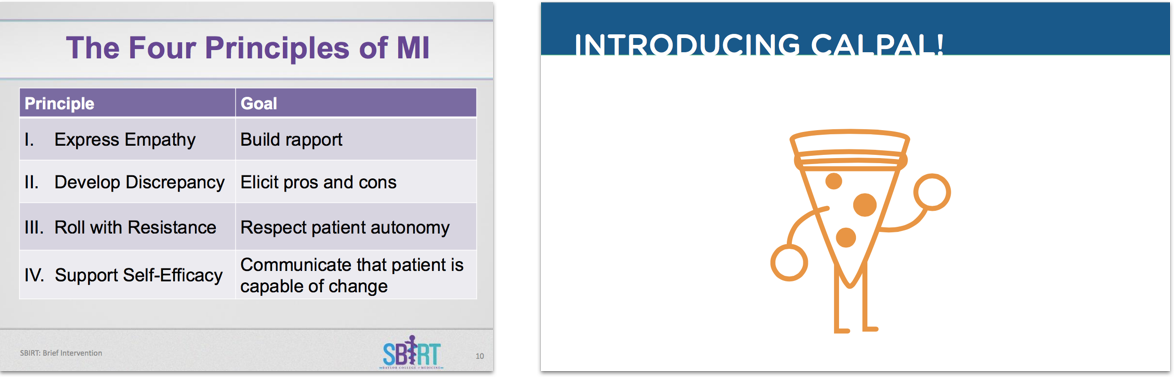 The Four Principles of MI
Principle Goal
I. Express Empathy Build rapport
II. Develop Discrepancy Elicit pros and cons
III. Roll with Resistance Respect patient autonomy
IV. Support Self-Efficacy Communicate that patient is
capable of change
SBIRT: Brief Intervention
SBIRT
10
INTRODUCING CALPAL!